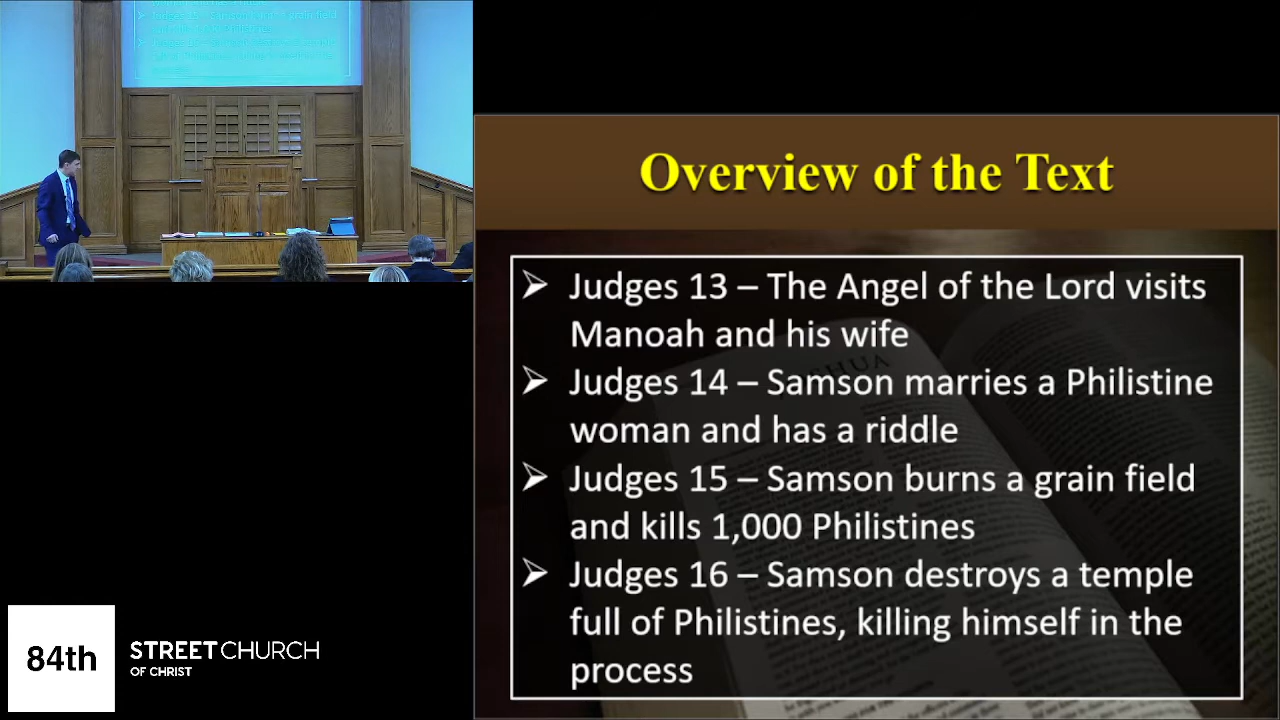 Overview of the Text
➢ Judges 13 – The Angel of the Lord visits
Manoah and his wife
➢ Judges 14 – Samson marries a Philistine
woman and has a riddle
➢ Judges 15 – Samson burns a grain field
and kills 1,000 Philistines
➢ Judges 16 – Samson destroys a temple
full of Philistines, killing himself in the
process
84th
STREET CHURCH
OF CHRIST